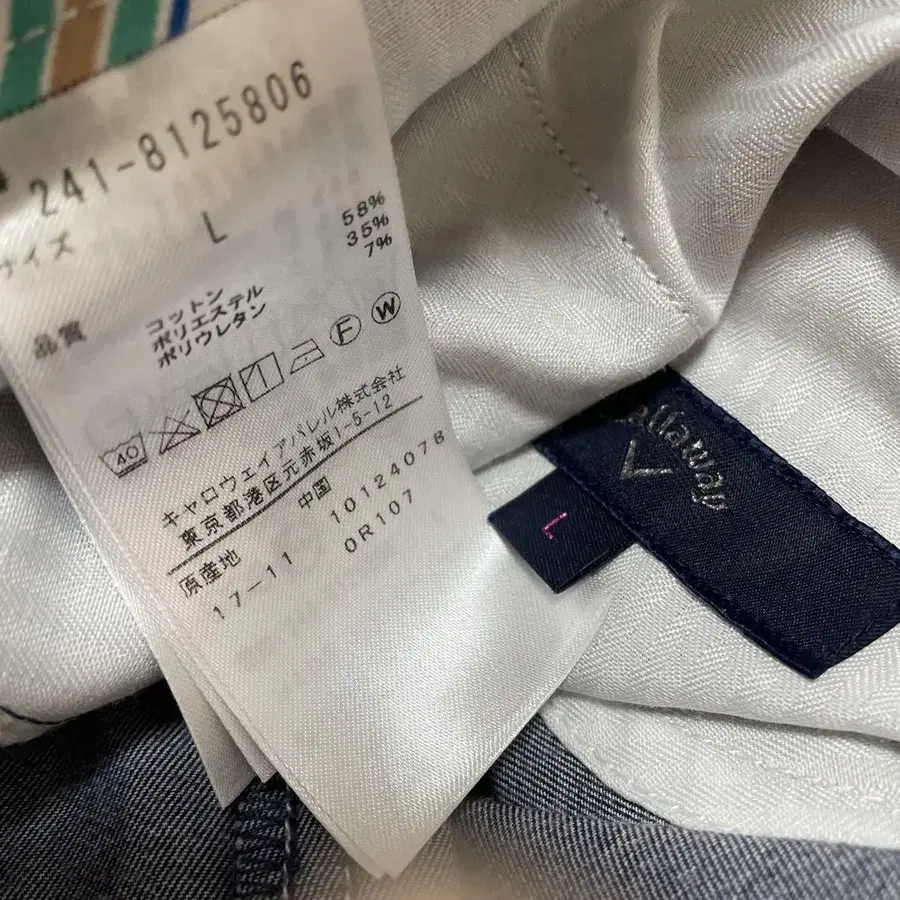 241-8125806
サイズ L
品質 コットン 58%
ポリエステル 35%
ポリウレタン 7%
40 F W
キャロウェイアパレル株式会社
東京都港区元赤坂1-5-12
原産地 中国 10124078
17-11 0R107
Callaway
L